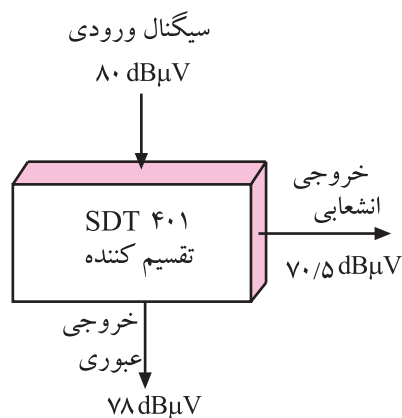 سیگنال ورودی
۸۰ dBµV
SDT ۴۰۱
تقسیم کننده
خروجی
انشعابی
۷۰/۵ dBµV
خروجی
عبوری
۷۸ dBµV